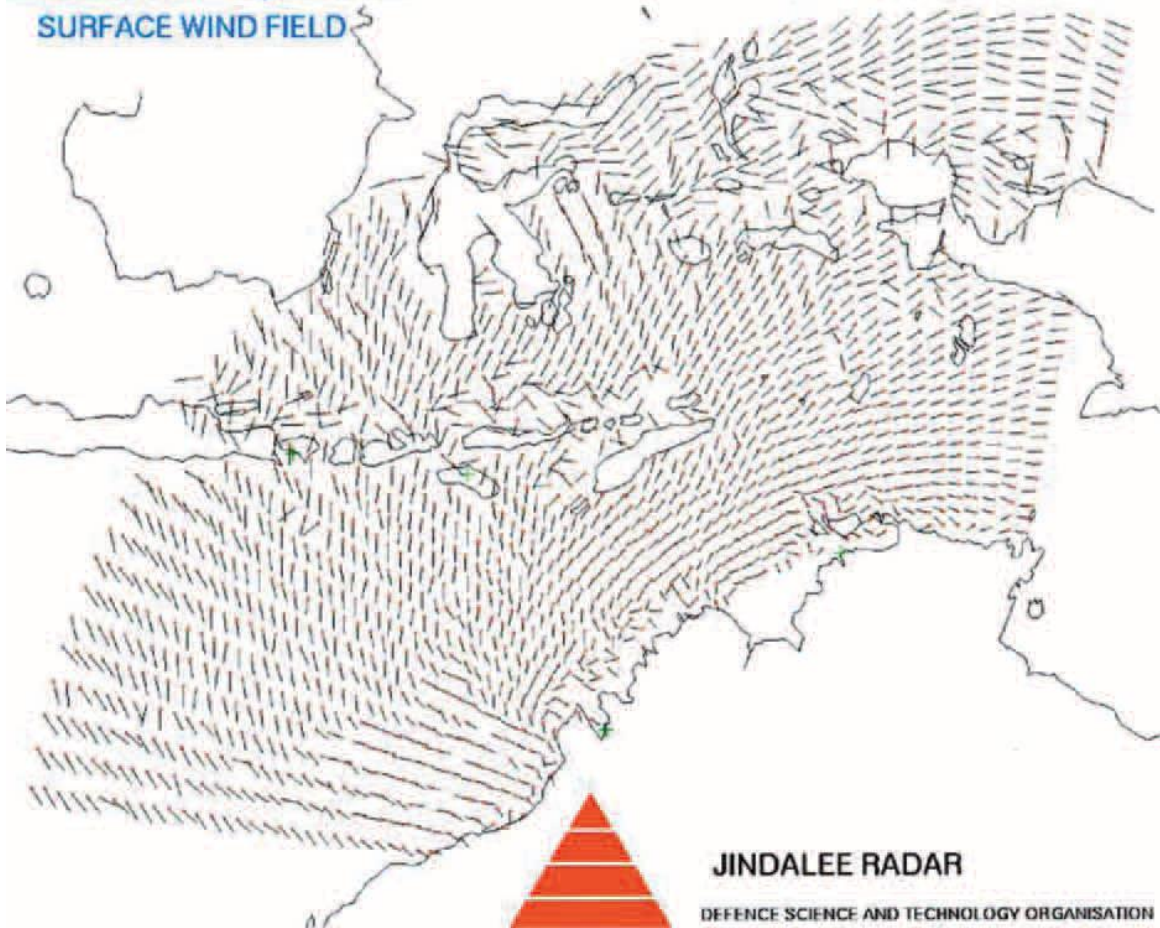 SURFACE WIND FIELD
JINDALEE RADAR
DEFENCE SCIENCE AND TECHNOLOGY ORGANISATION